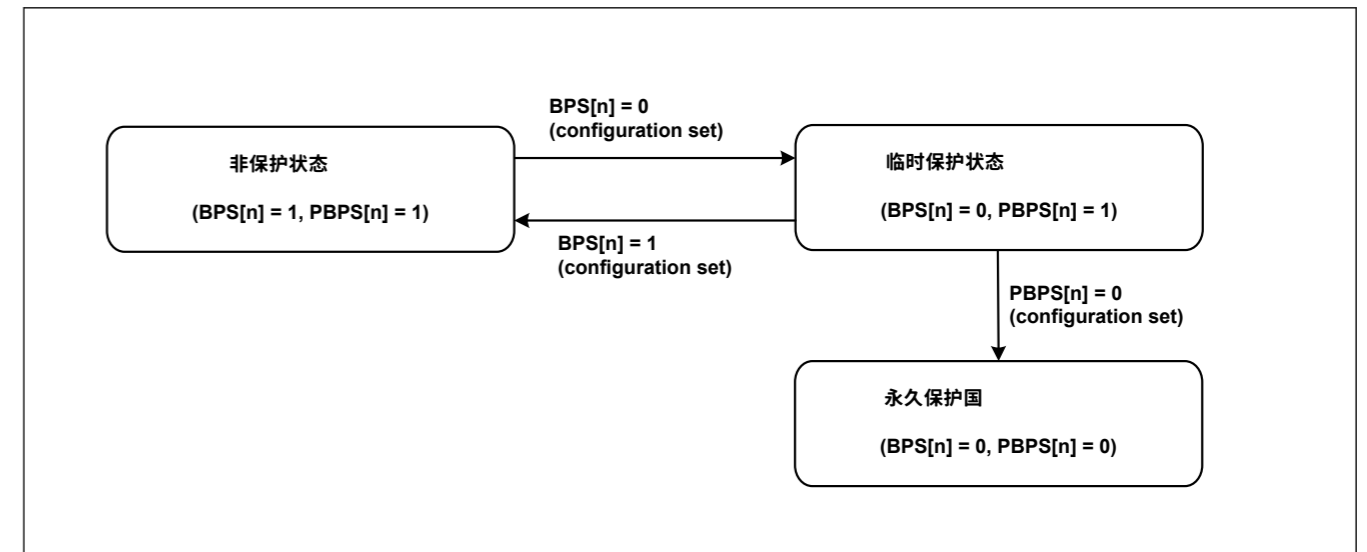 BPS[n] = 0
(configuration set)
非保护状态
(BPS[n] = 1, PBPS[n] = 1)
临时保护状态
(BPS[n] = 0, PBPS[n] = 1)
BPS[n] = 1
(configuration set)
PBPS[n] = 0
(configuration set)
永久保护国
(BPS[n] = 0, PBPS[n] = 0)